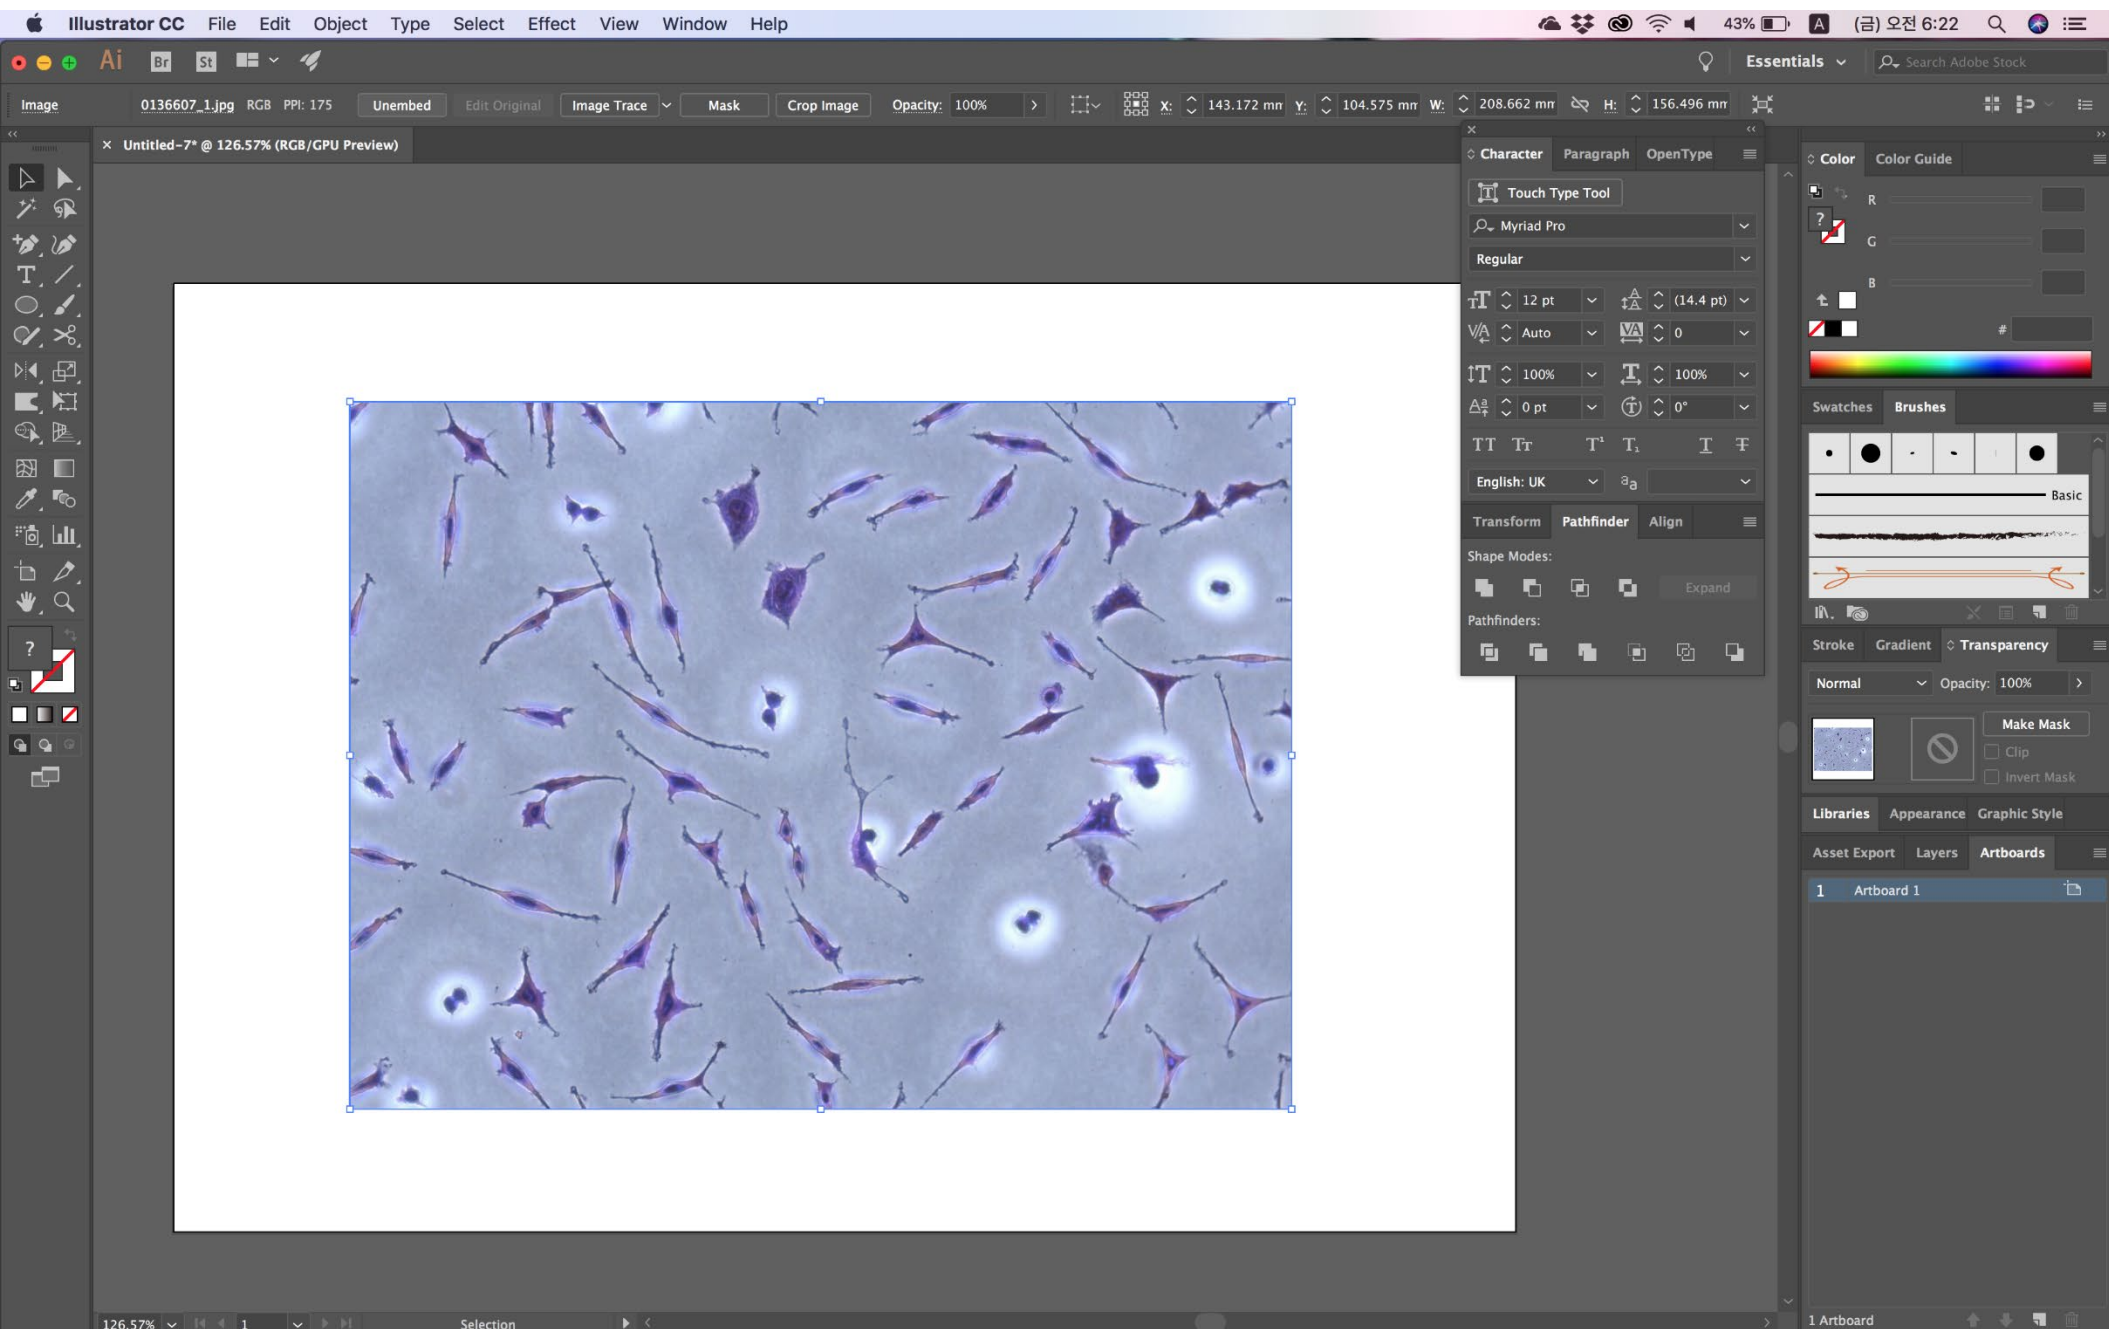 Illustrator CC File Edit Object Type Select Effect View Window Help 43% A (금) 오전 6:22
Ai Br St Essentials Search Adobe Stock
Image 0136607_1.jpg RGB PPI: 175 Unembed Edit Original Image Trace Mask Crop Image Opacity: 100% X: 143.172 mm Y: 104.575 mm W: 208.662 mm H: 156.496 mm
Untitled-7* @ 126.57% (RGB/GPU Preview)
Character Paragraph OpenType
Touch Type Tool
Myriad Pro
Regular
12 pt (14.4 pt)
Auto 0
100% 100%
0 pt 0°
English: UK
Transform Pathfinder Align
Shape Modes:
Expand
Pathfinders:
Color Color Guide
R
G
B
#
Swatches Brushes
Basic
Stroke Gradient Transparency
Normal Opacity: 100%
Make Mask
Clip
Invert Mask
Libraries Appearance Graphic Style
Asset Export Layers Artboards
1 Artboard 1
126.57% 1 Selection
1 Artboard